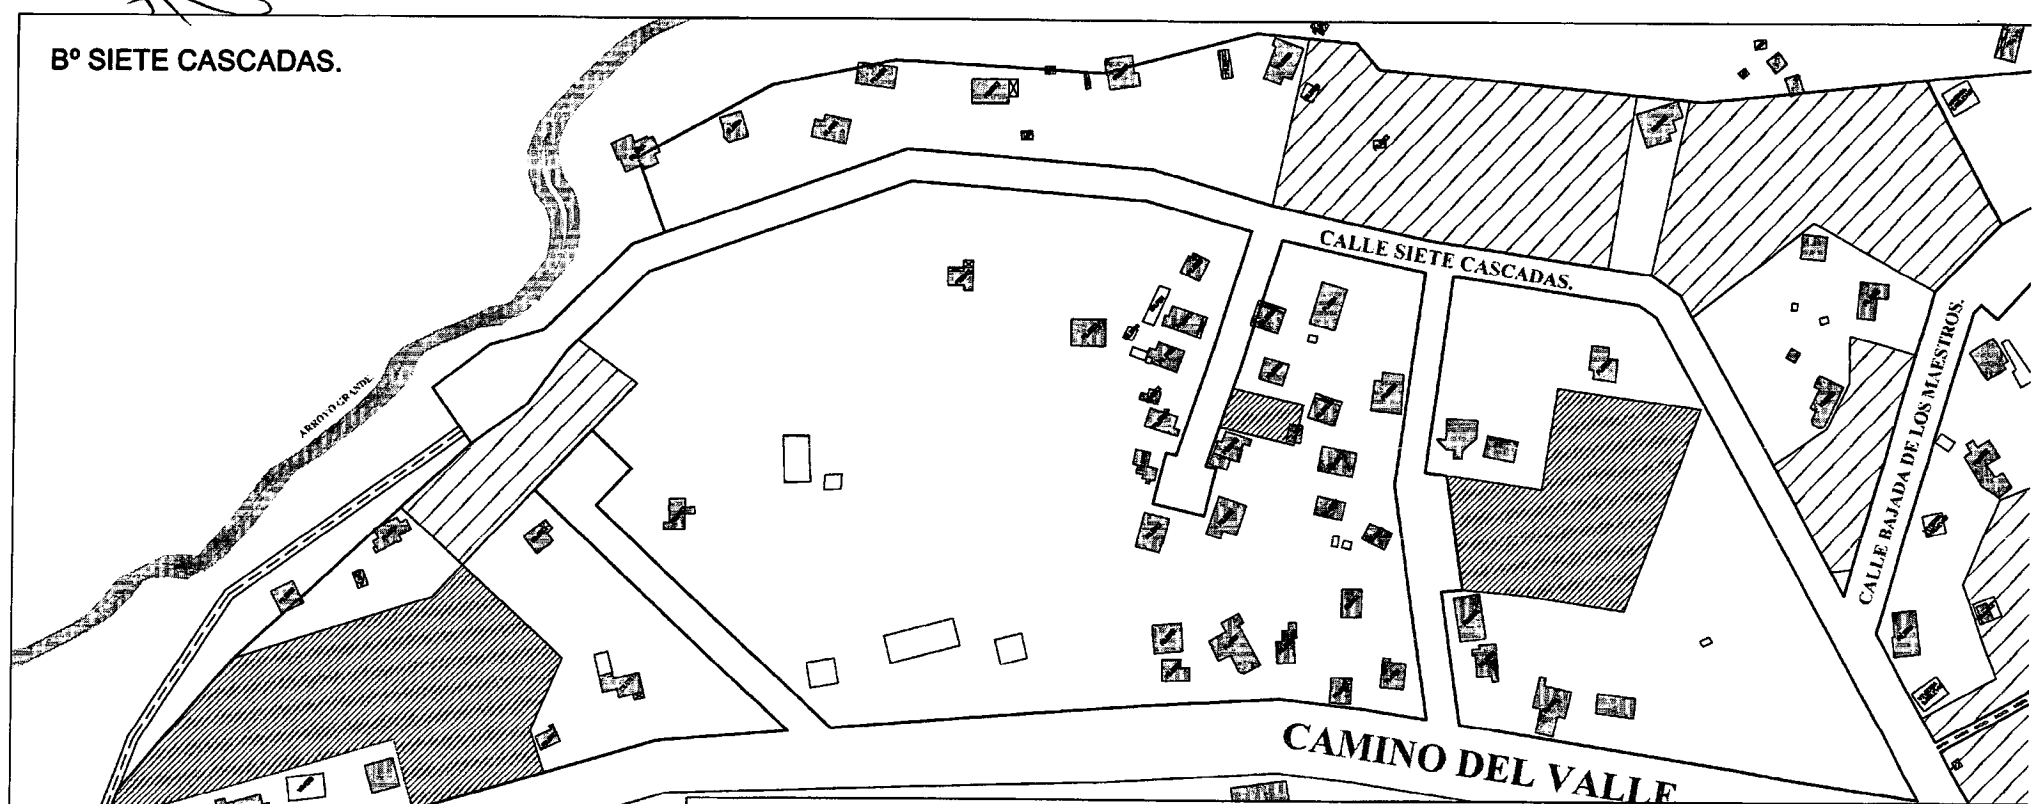 Bº SIETE CASCADAS.
CALLE SIETE CASCADAS.
CALLE BAJADA DE LOS MAESTROS.
ARROYO GRANDE
CAMINO DEL VALLE